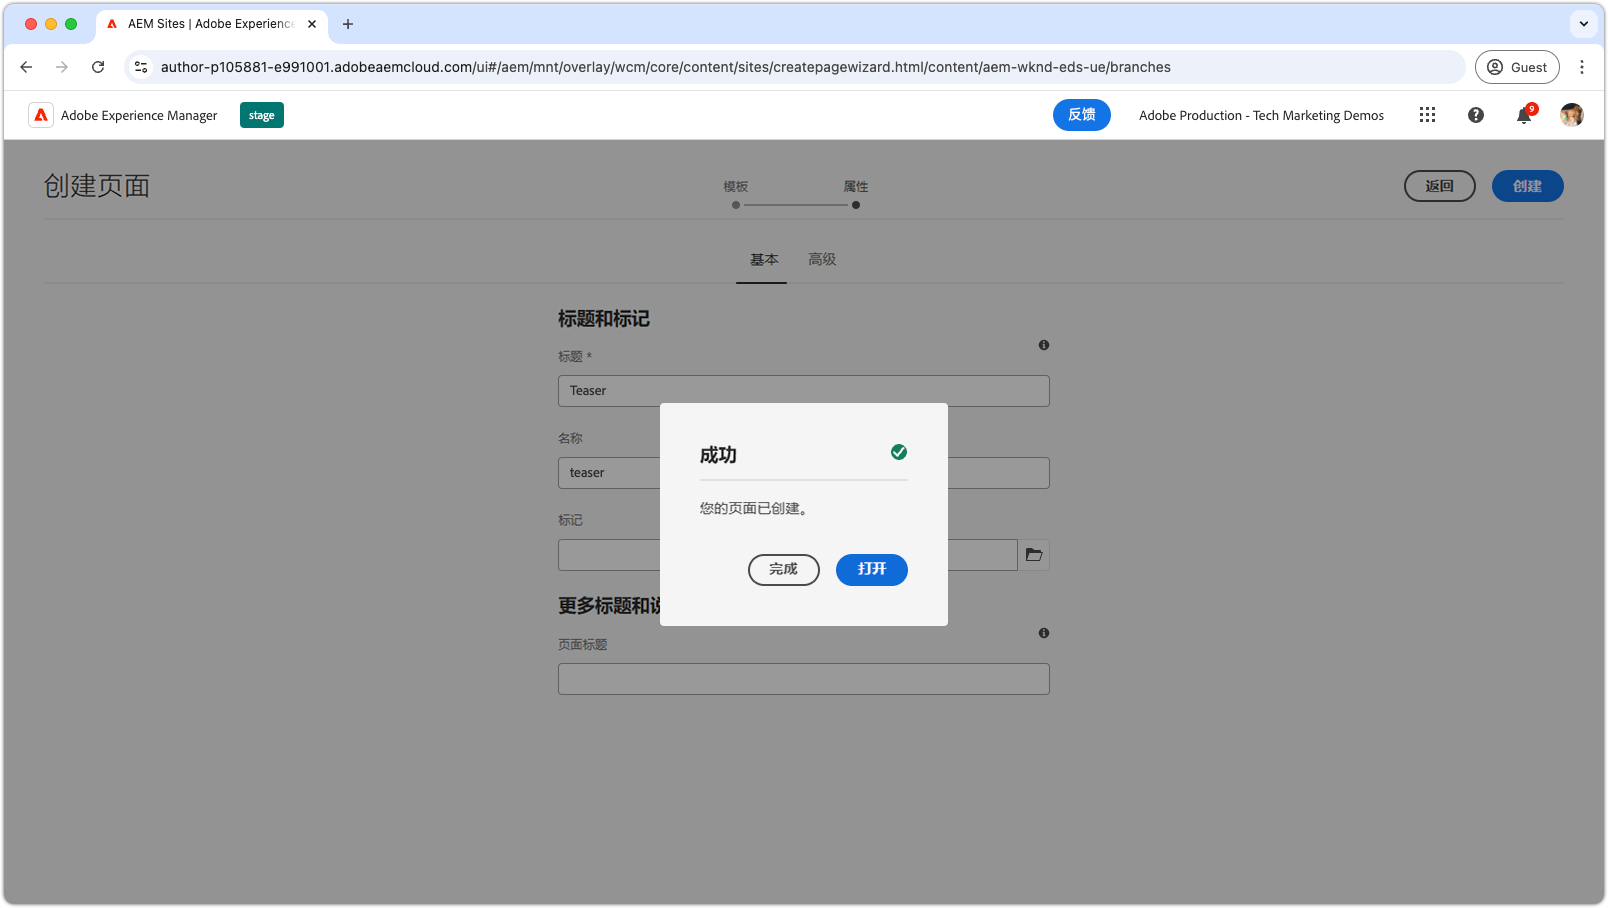 AEM Sites | Adobe Experience
author-p105881-e991001.adobeaemcloud.com/ui#/aem/mnt/overlay/wcm/core/content/sites/createpagewizard.html/content/aem-wknd-eds-ue/branches
Guest
Adobe Experience Manager
stage
反馈
Adobe Production - Tech Marketing Demos
9
创建页面
模板
属性
返回
创建
基本
高级
标题和标记
标题 *
Teaser
名称
teaser
标记
更多标题和
页面标题
成功
您的页面已创建。
完成
打开